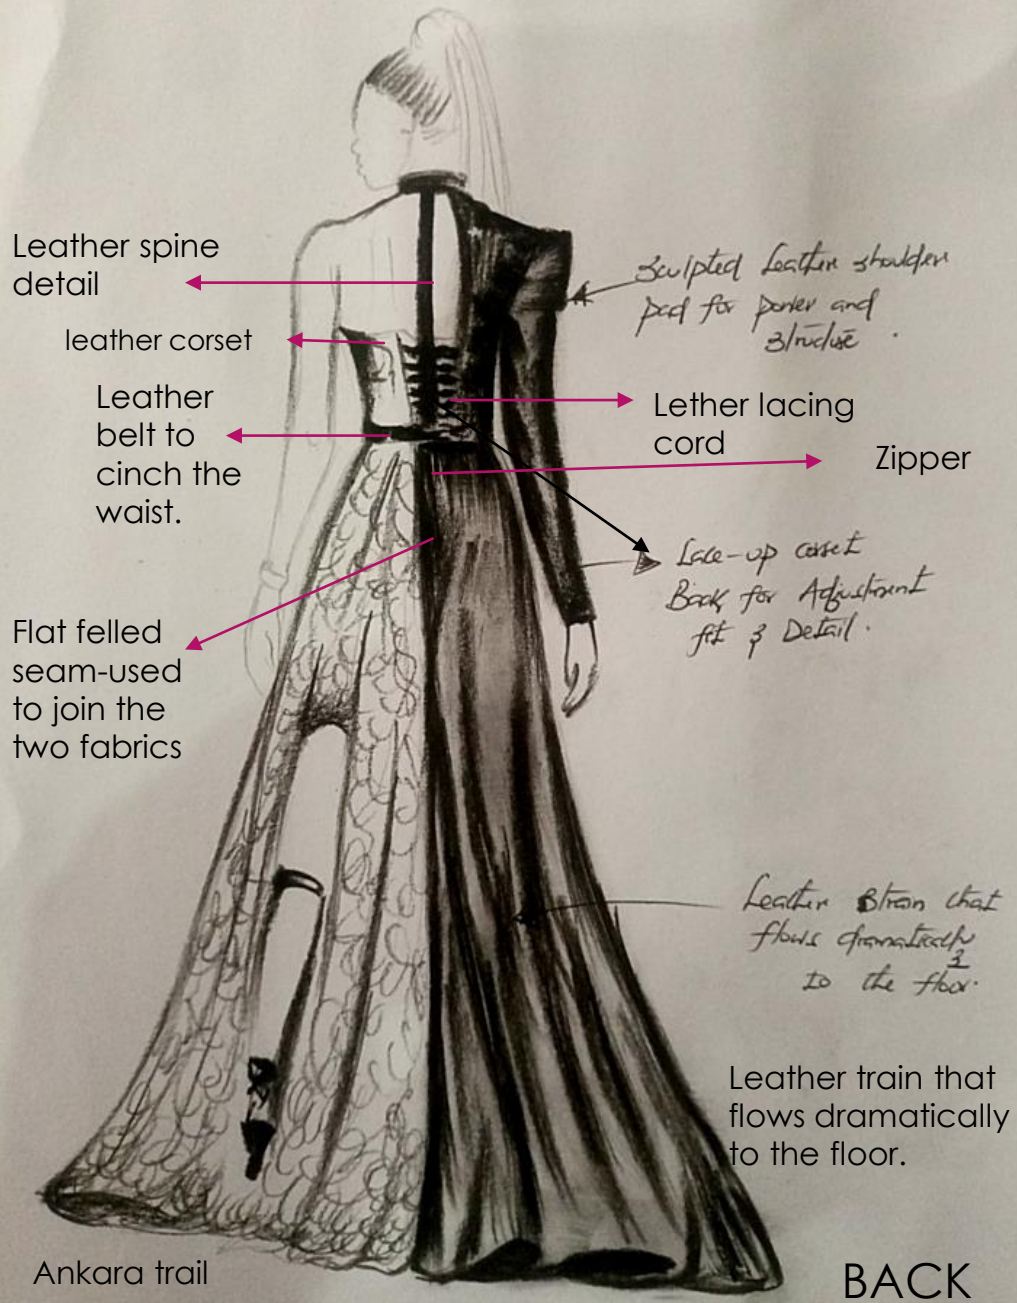 Leather spine
detail
sculpted Leather shoulder
pad for power and
leather corset
Leather
belt to
cinch the
waist.
Lether lacing
cord
Zipper
Lace-up corset
Back for Adjustment
fit & Detail.
Flat felled
seam-used
to join the
two fabrics
Leather that
flows dramatically
to the floor.
Leather train that
flows dramatically
to the floor.
Ankara trail
BACK